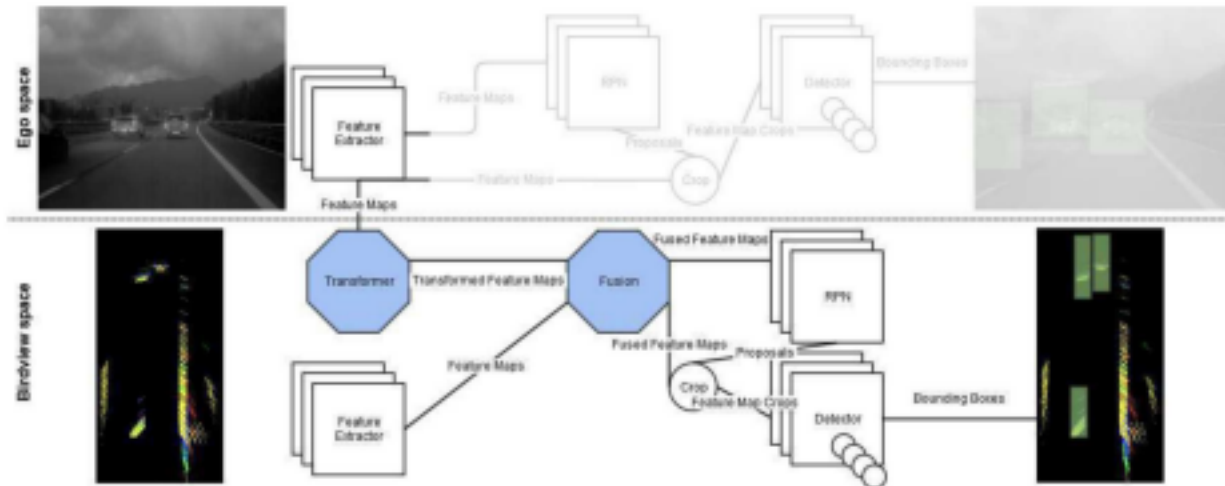 Ego space
Feature Extractor
Feature Maps
RPN
Proposals
Feature Maps
Crop
Feature Map Crops
Detector
Bounding Boxes
Feature Maps
Birdview space
Transformer
Transformed Feature Maps
Fusion
Fused Feature Maps
RPN
Feature Extractor
Feature Maps
Fused Feature Maps
Proposals
Crop
Feature Map Crops
Detector
Bounding Boxes